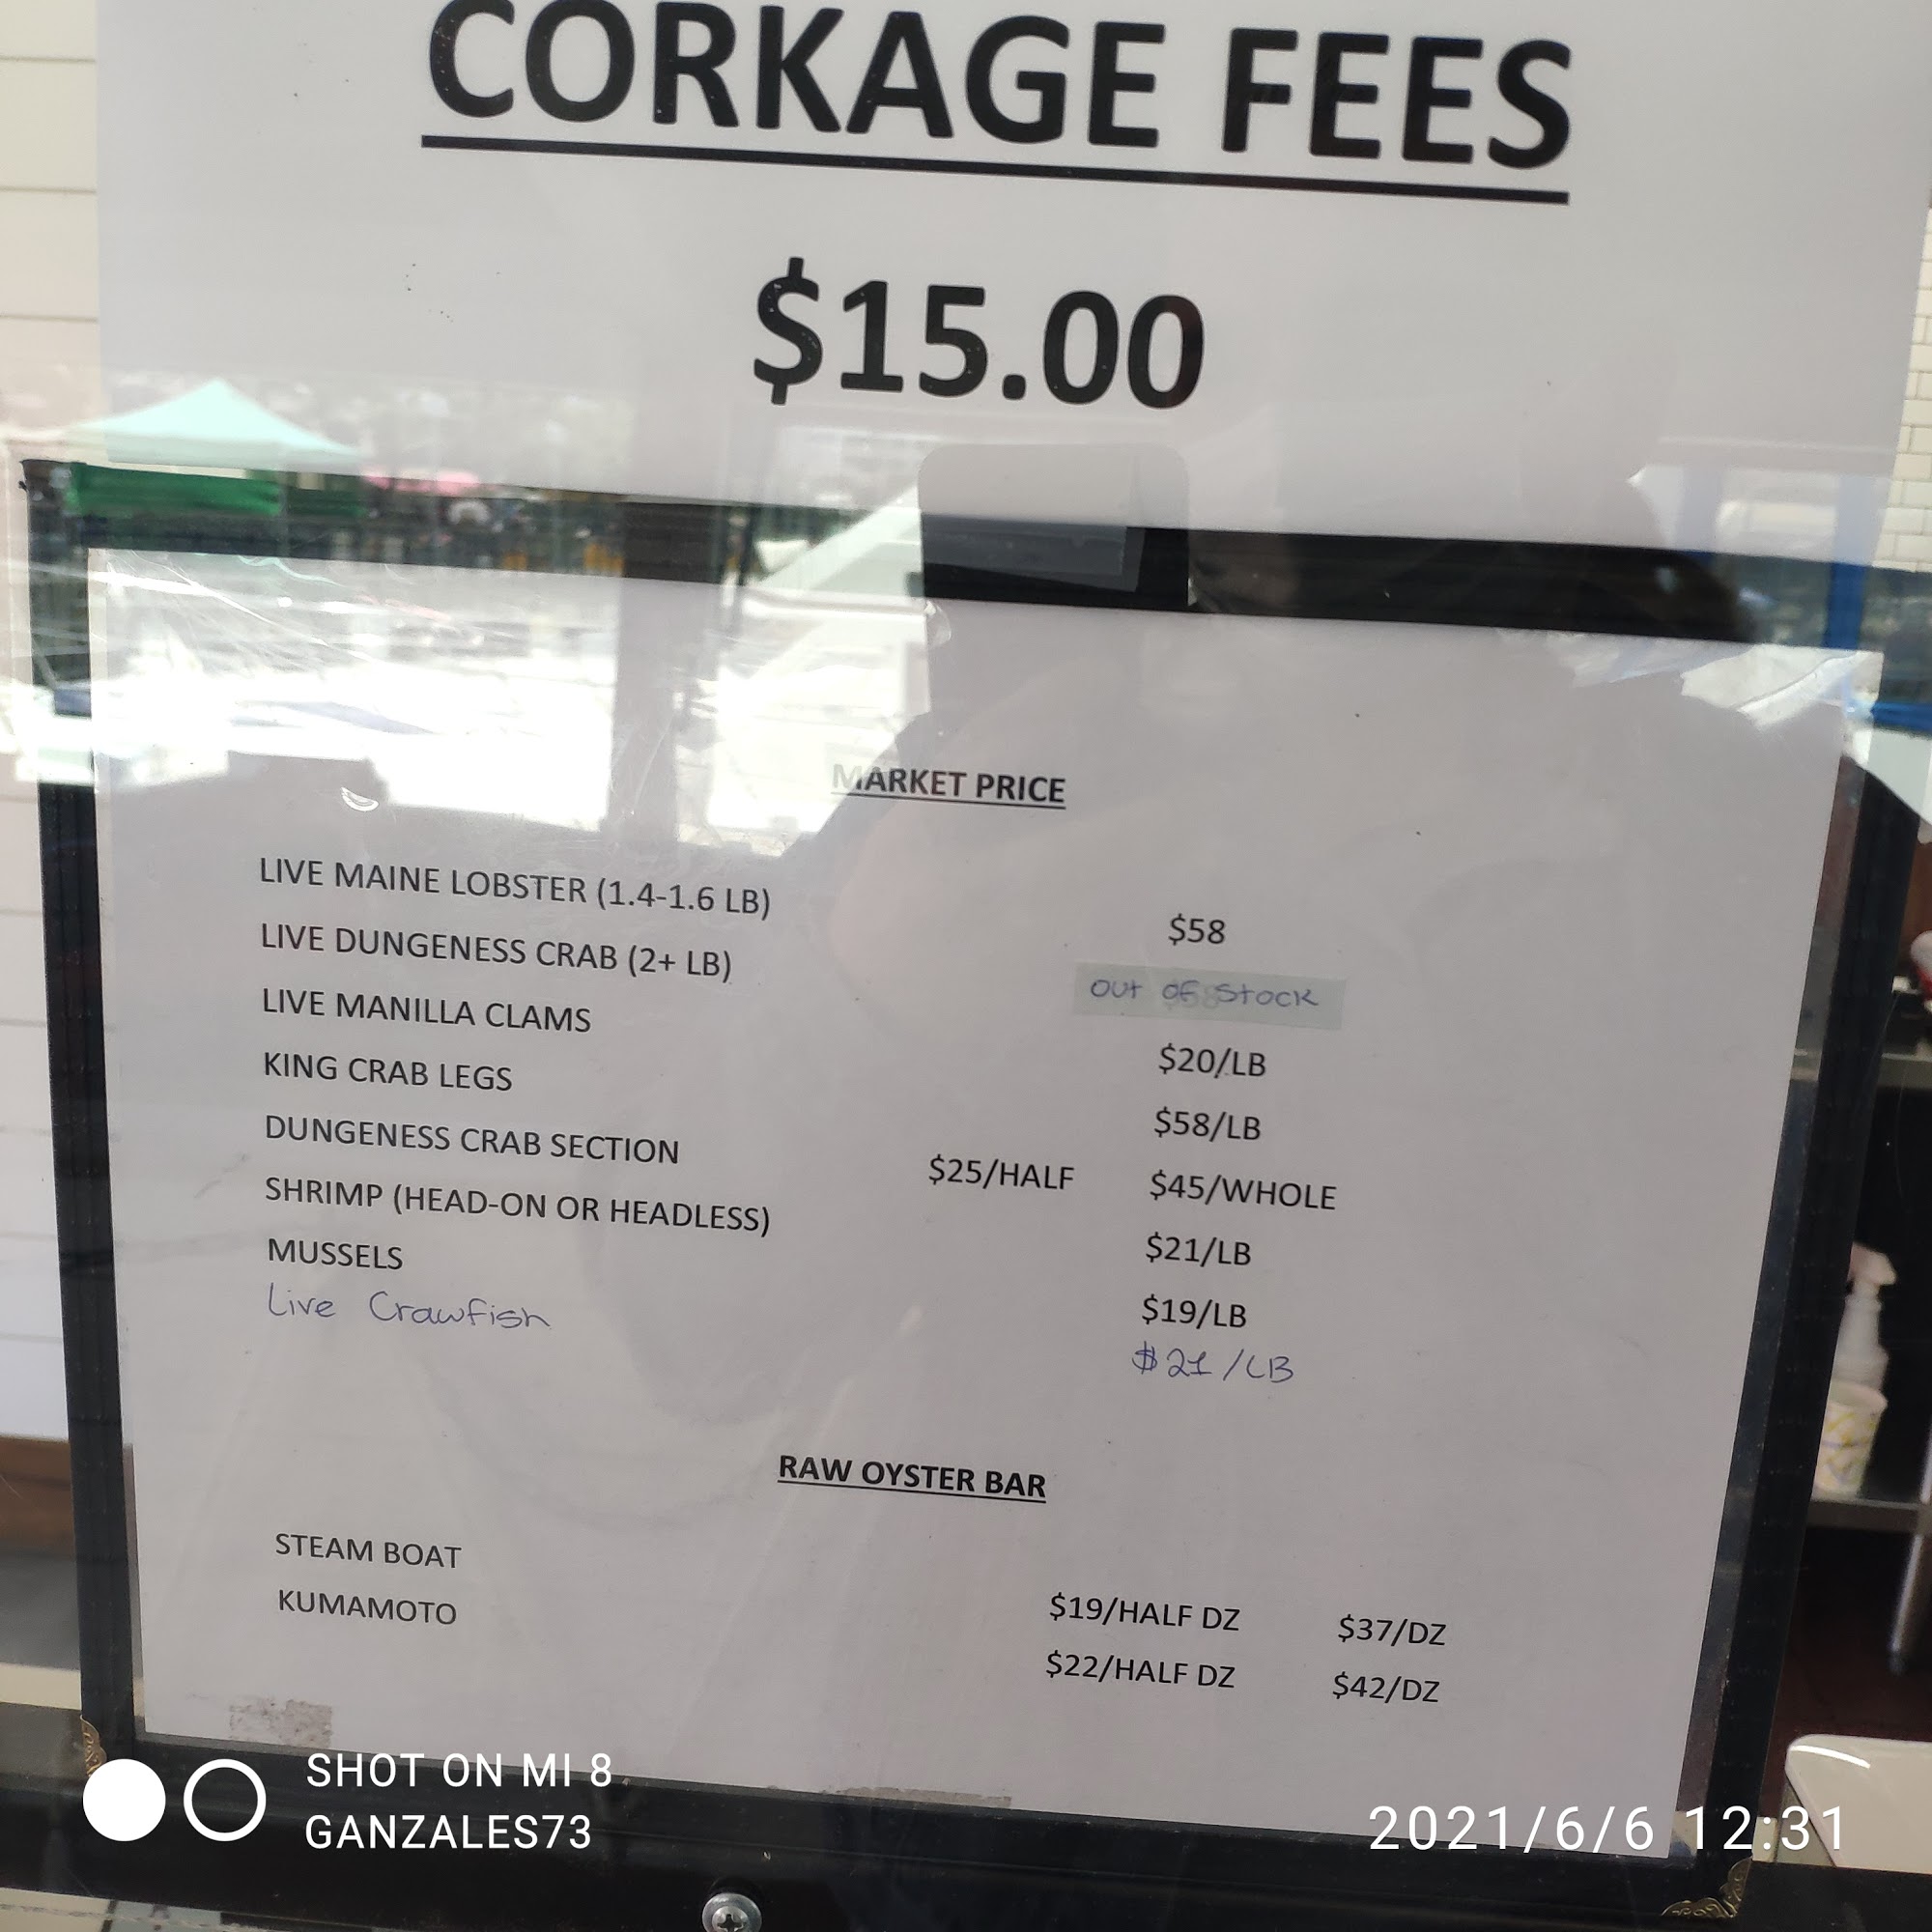 CORKAGE FEES
$15.00
MARKET PRICE
LIVE MAINE LOBSTER (1.4-1.6 LB) $58
LIVE DUNGENESS CRAB (2+ LB) Out of Stock
LIVE MANILLA CLAMS $20/LB
KING CRAB LEGS $58/LB
DUNGENESS CRAB SECTION $25/HALF $45/WHOLE
SHRIMP (HEAD-ON OR HEADLESS) $21/LB
MUSSELS $19/LB
Live Crawfish $21/LB
RAW OYSTER BAR
STEAM BOAT $19/HALF DZ $37/DZ
KUMAMOTO $22/HALF DZ $42/DZ
SHOT ON MI 8
GANZALES73
2021/6/6 12:31